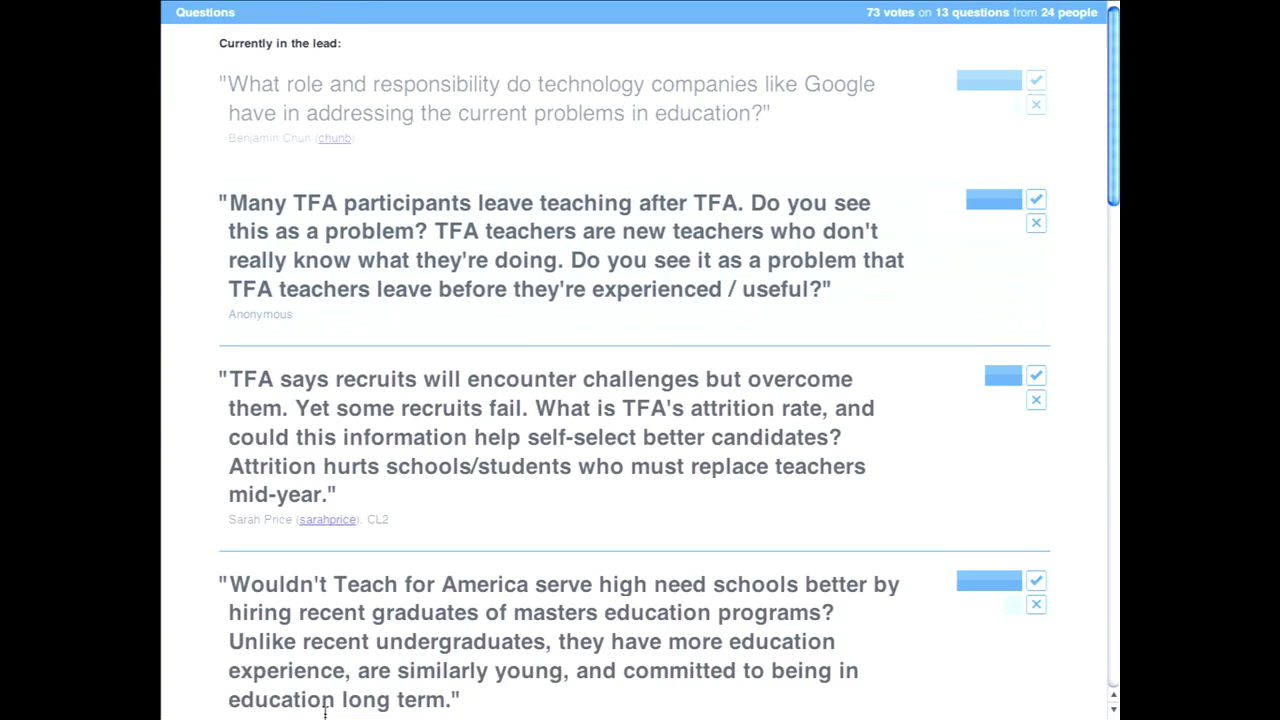 Questions
73 votes on 13 questions from 24 people
Currently in the lead:
"What role and responsibility do technology companies like Google
have in addressing the current problems in education?"
Benjamin Chun (chunb)
"Many TFA participants leave teaching after TFA. Do you see
this as a problem? TFA teachers are new teachers who don't
really know what they're doing. Do you see it as a problem that
TFA teachers leave before they're experienced / useful?"
Anonymous
"TFA says recruits will encounter challenges but overcome
them. Yet some recruits fail. What is TFA's attrition rate, and
could this information help self-select better candidates?
Attrition hurts schools/students who must replace teachers
mid-year."
Sarah Price (sarahprice). CL2
"Wouldn't Teach for America serve high need schools better by
hiring recent graduates of masters education programs?
Unlike recent undergraduates, they have more education
experience, are similarly young, and committed to being in
education long term."